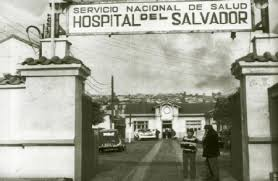 SERVICIO NACIONAL DE SALUD
HOSPITAL DEL SALVADOR